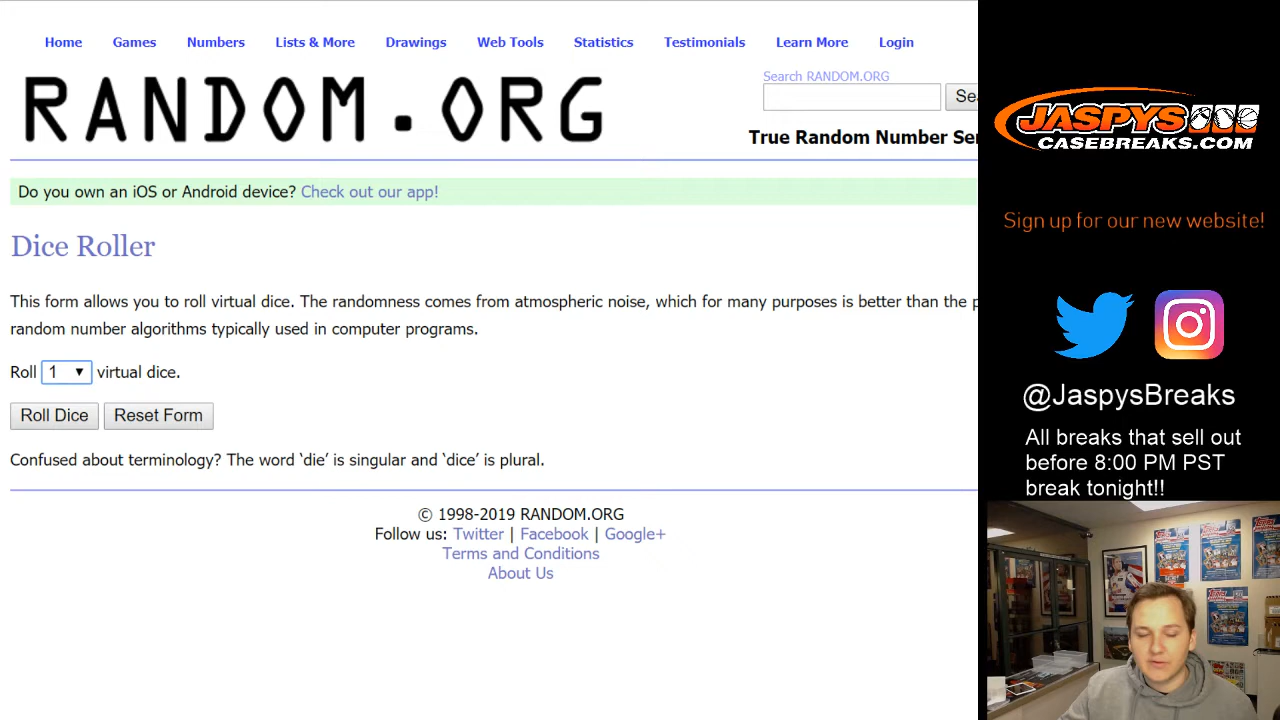 Home Games Numbers Lists & More Drawings Web Tools Statistics Testimonials Learn More Login
RANDOM.ORG
Search RANDOM.ORG
True Random Number
Do you own an iOS or Android device? Check out our app!
Dice Roller
This form allows you to roll virtual dice. The randomness comes from atmospheric noise, which for many purposes is better than the
random number algorithms typically used in computer programs.
Roll 1 virtual dice.
Roll Dice Reset Form
Confused about terminology? The word ‘die’ is singular and ‘dice’ is plural.
© 1998-2019 RANDOM.ORG
Follow us: Twitter | Facebook | Google+
Terms and Conditions
About Us
JASPYS
CASEBREAKS.COM
Sign up for our new website!
@JaspysBreaks
All breaks that sell out
before 8:00 PM PST
break tonight!!